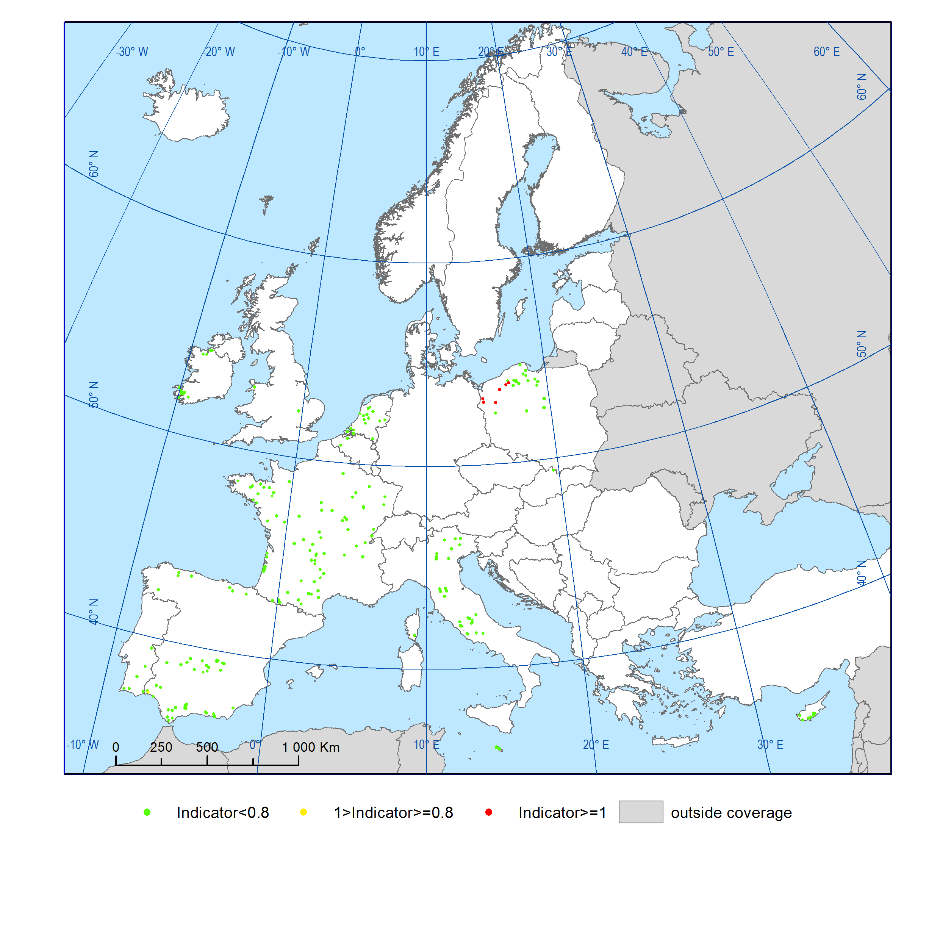 -30° W -20° W -10° W 0° 10° E 20° E 30° E 40° E 50° E 60° E
60° N
60° N
50° N
50° N
40° N
40° N
-10° W 0° 10° E 20° E 30° E
0 250 500 1 000 Km
Indicator<0.8 1>Indicator>=0.8 Indicator>=1 outside coverage